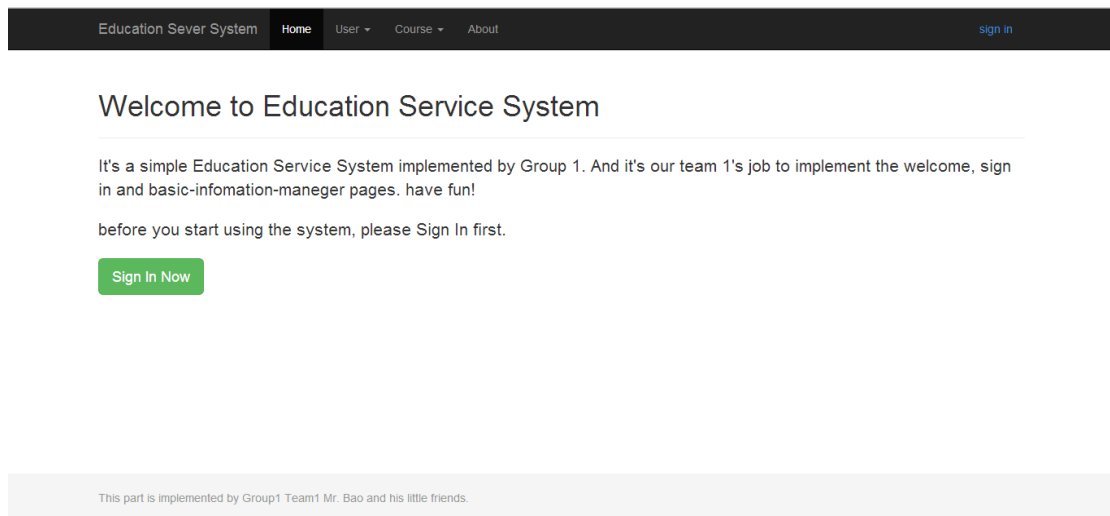 Education Sever System Home User Course About sign in
Welcome to Education Service System
It's a simple Education Service System implemented by Group 1. And it's our team 1's job to implement the welcome, sign
in and basic-infomation-maneger pages. have fun!
before you start using the system, please Sign In first.
Sign In Now
This part is implemented by Group1 Team1 Mr. Bao and his little friends.